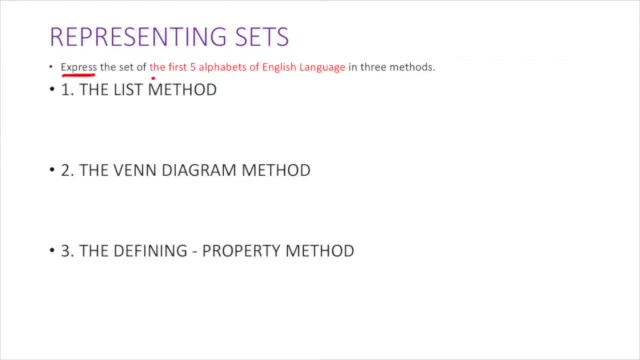 REPRESENTING SETS
• Express the set of the first 5 alphabets of English Language in three methods.
• 1. THE LIST METHOD
• 2. THE VENN DIAGRAM METHOD
• 3. THE DEFINING - PROPERTY METHOD